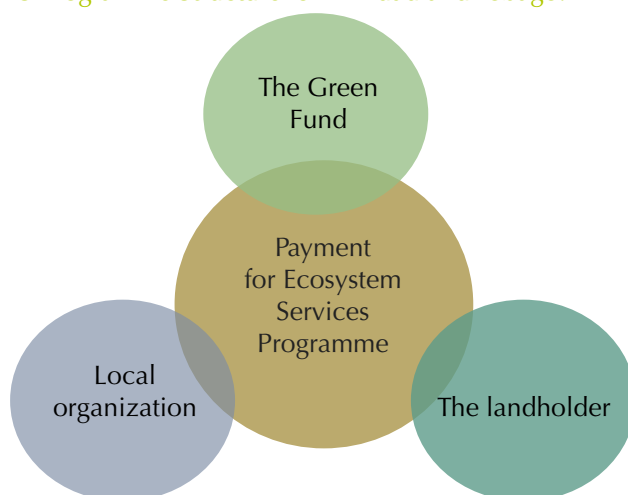 The Green
Fund
Payment
for Ecosystem
Services
Programme
Local
organization
The landholder